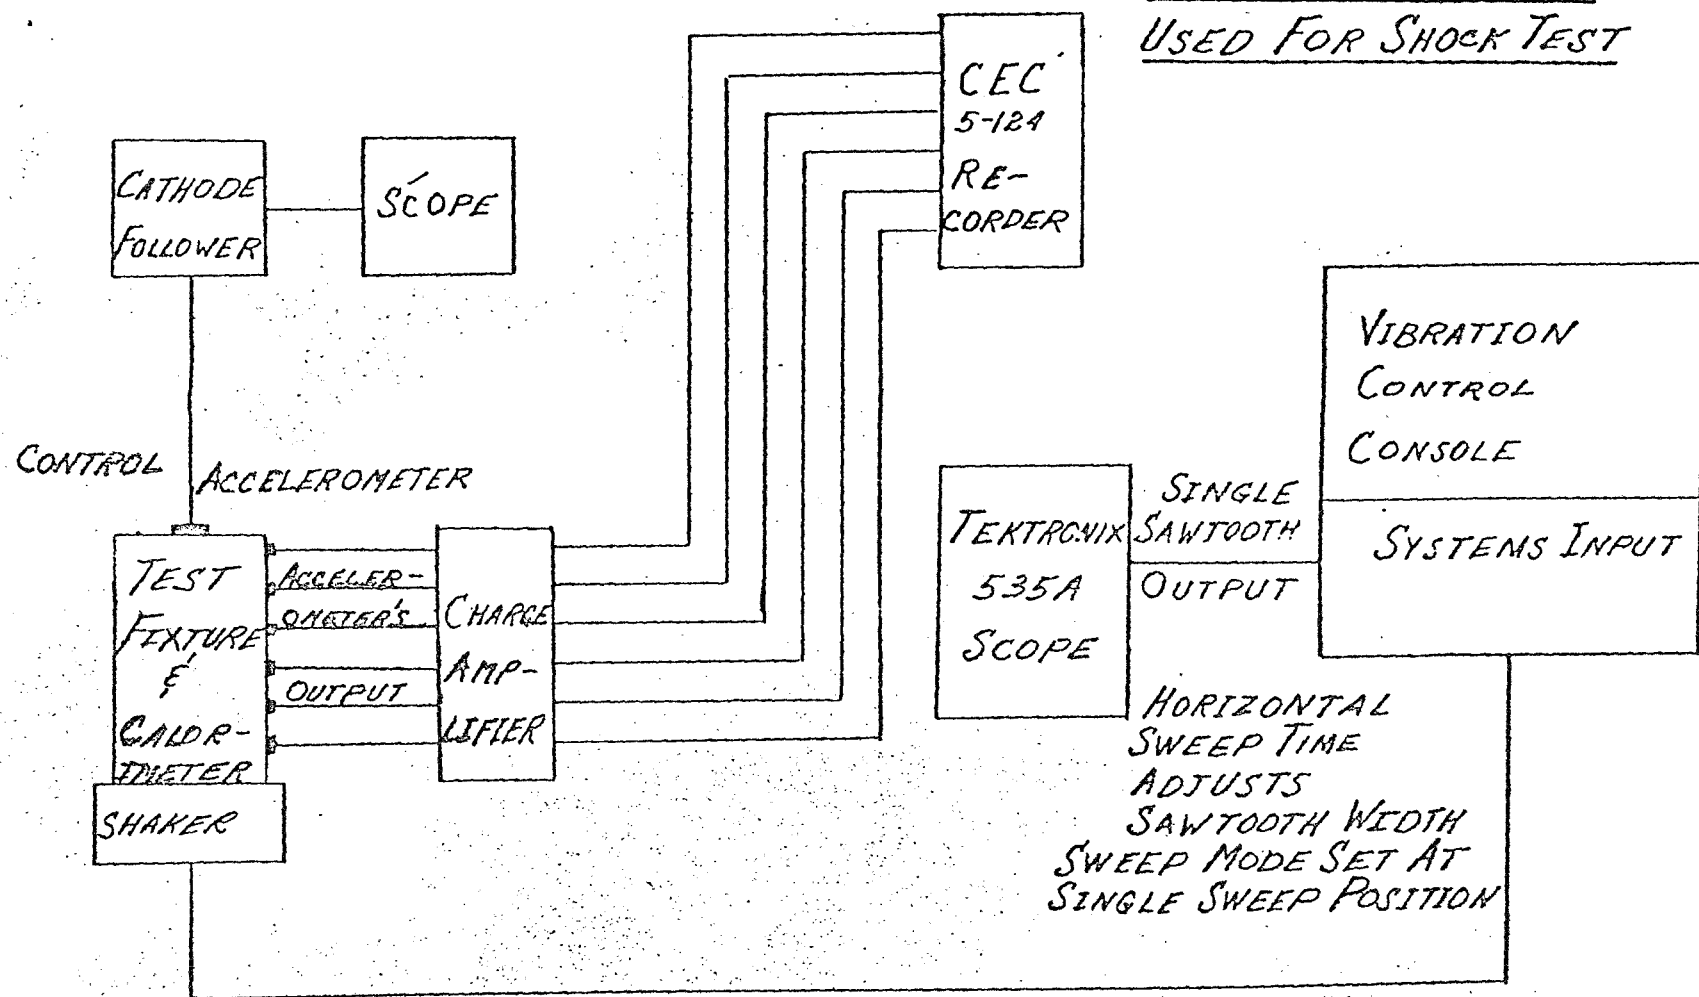 USED FOR SHOCK TEST
CEC
5-124
RE-
CORDER
CATHODE
FOLLOWER
SCOPE
VIBRATION
CONTROL
CONSOLE
SYSTEMS INPUT
CONTROL
ACCELEROMETER
TEST
FIXTURE
&
CALOR-
IMETER
SHAKER
ACCELER-
OMETER'S
OUTPUT
CHARGE
AMP-
LIFIER
TEKTRONIX
535A
SCOPE
SINGLE
SAWTOOTH
OUTPUT
HORIZONTAL
SWEEP TIME
ADJUSTS
SAWTOOTH WIDTH
SWEEP MODE SET AT
SINGLE SWEEP POSITION